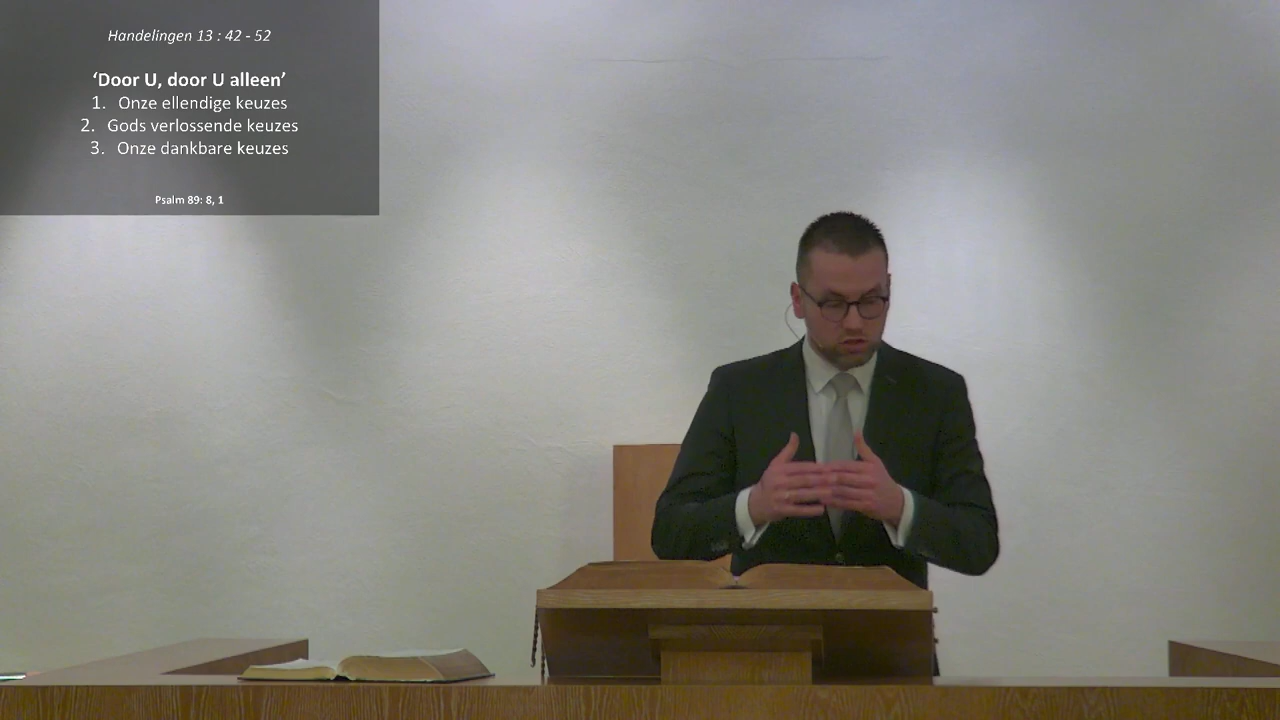 Handelingen 13 : 42 - 52
‘Door U, door U alleen’
1. Onze ellendige keuzes
2. Gods verlossende keuzes
3. Onze dankbare keuzes
Psalm 89: 8, 1